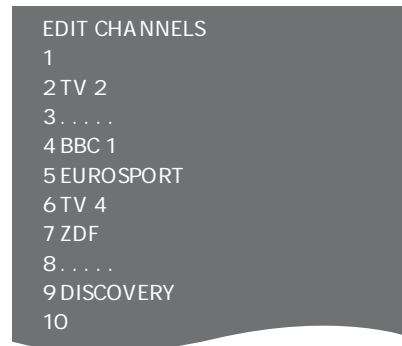 EDIT CHANNELS
1
2 TV 2
3 . . . . .
4 BBC 1
5 EUROSPORT
6 TV 4
7 ZDF
8 . . . . .
9 DISCOVERY
10